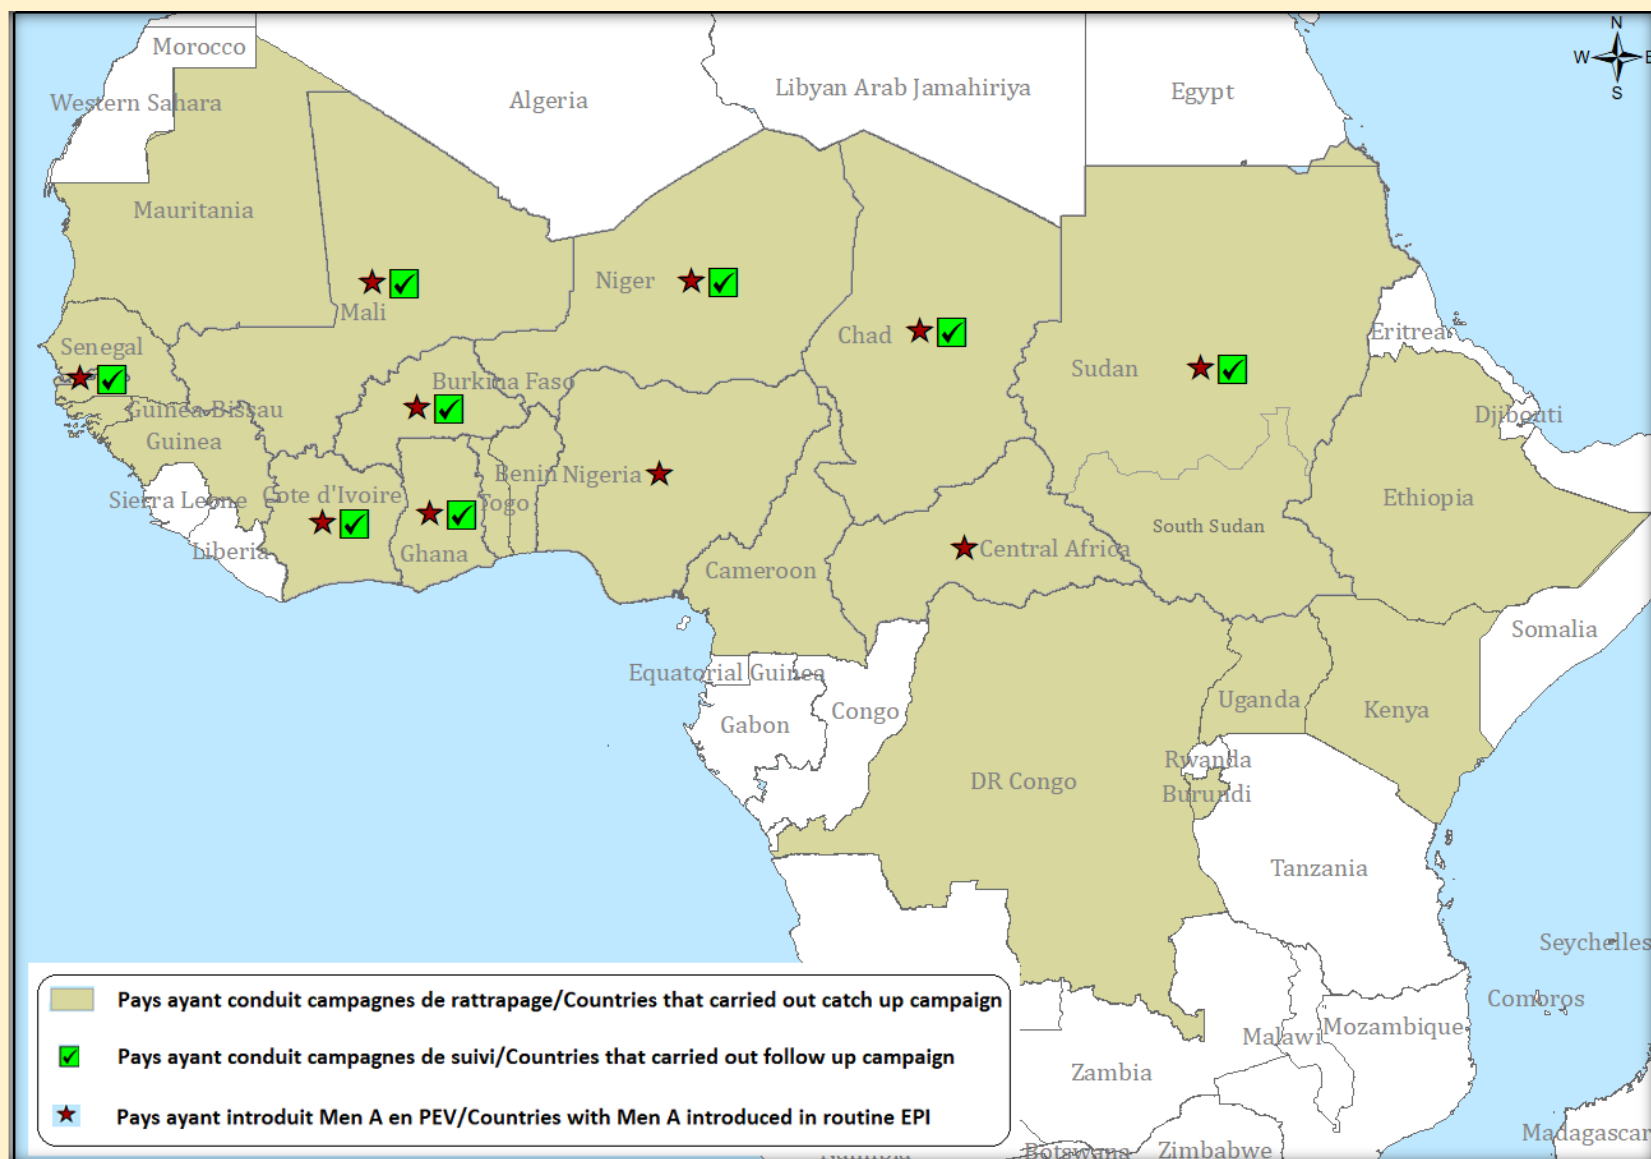 N
W E
S
Morocco
Western Sahara
Algeria
Libyan Arab Jamahiriya
Egypt
Mauritania
Mali
Niger
Chad
Sudan
Eritrea
Senegal
Burkina Faso
Djibouti
Guinea-Bissau
Guinea
Benin
Nigeria
Togo
Sierra Leone
Cote d'Ivoire
Ethiopia
South Sudan
Liberia
Ghana
Central Africa
Cameroon
Somalia
Equatorial Guinea
Gabon
Congo
Uganda
Kenya
Rwanda
DR Congo
Burundi
Tanzania
Seychelles
Comoros
Malawi
Mozambique
Zambia
Madagascar
Botswana
Zimbabwe
Pays ayant conduit campagnes de rattrapage/Countries that carried out catch up campaign
Pays ayant conduit campagnes de suivi/Countries that carried out follow up campaign
Pays ayant introduit Men A en PEV/Countries with Men A introduced in routine EPI